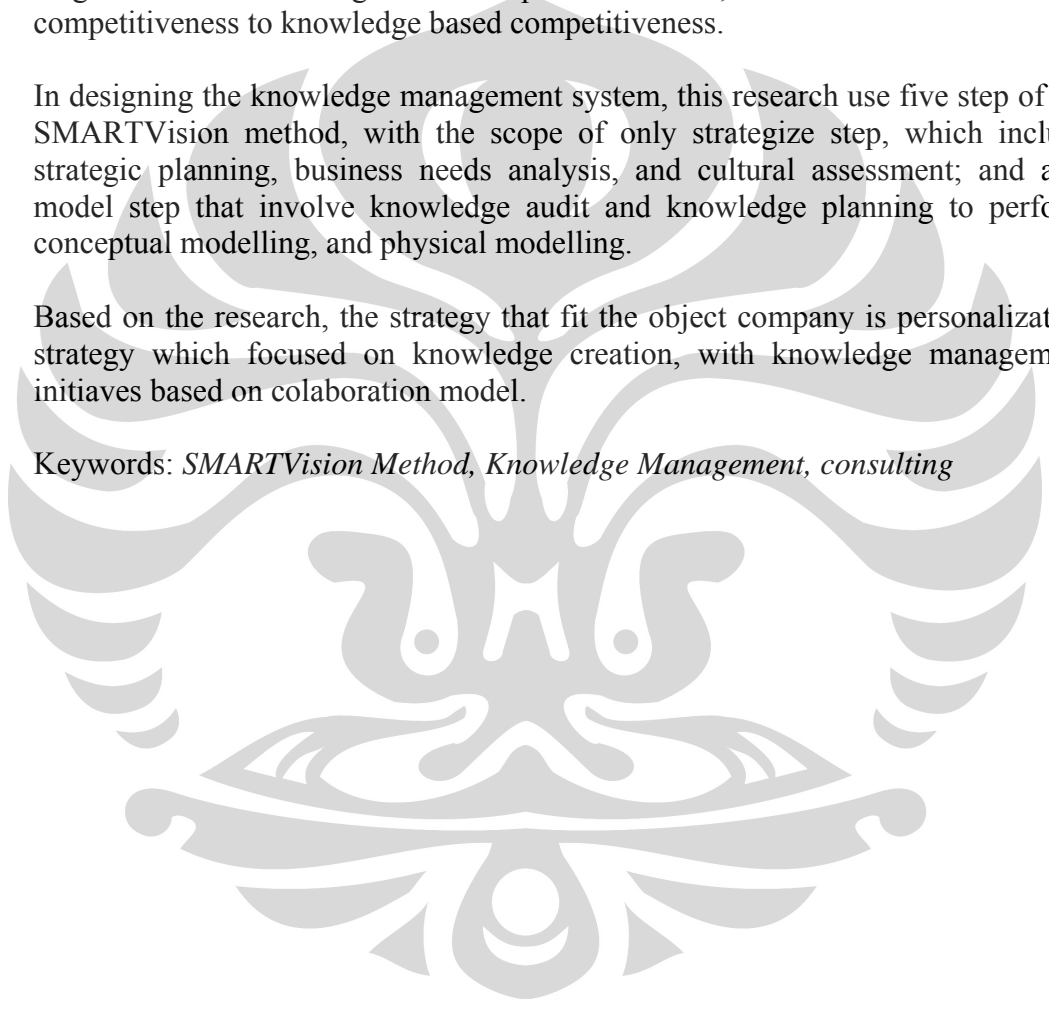 competitiveness to knowledge based competitiveness.
In designing the knowledge management system, this research use five step of
SMARTVision method, with the scope of only strategize step, which inclu
strategic planning, business needs analysis, and cultural assessment; and a
model step that involve knowledge audit and knowledge planning to perfo
conceptual modelling, and physical modelling.
Based on the research, the strategy that fit the object company is personalizat
strategy which focused on knowledge creation, with knowledge managem
initiaves based on colaboration model.
Keywords: SMARTVision Method, Knowledge Management, consulting